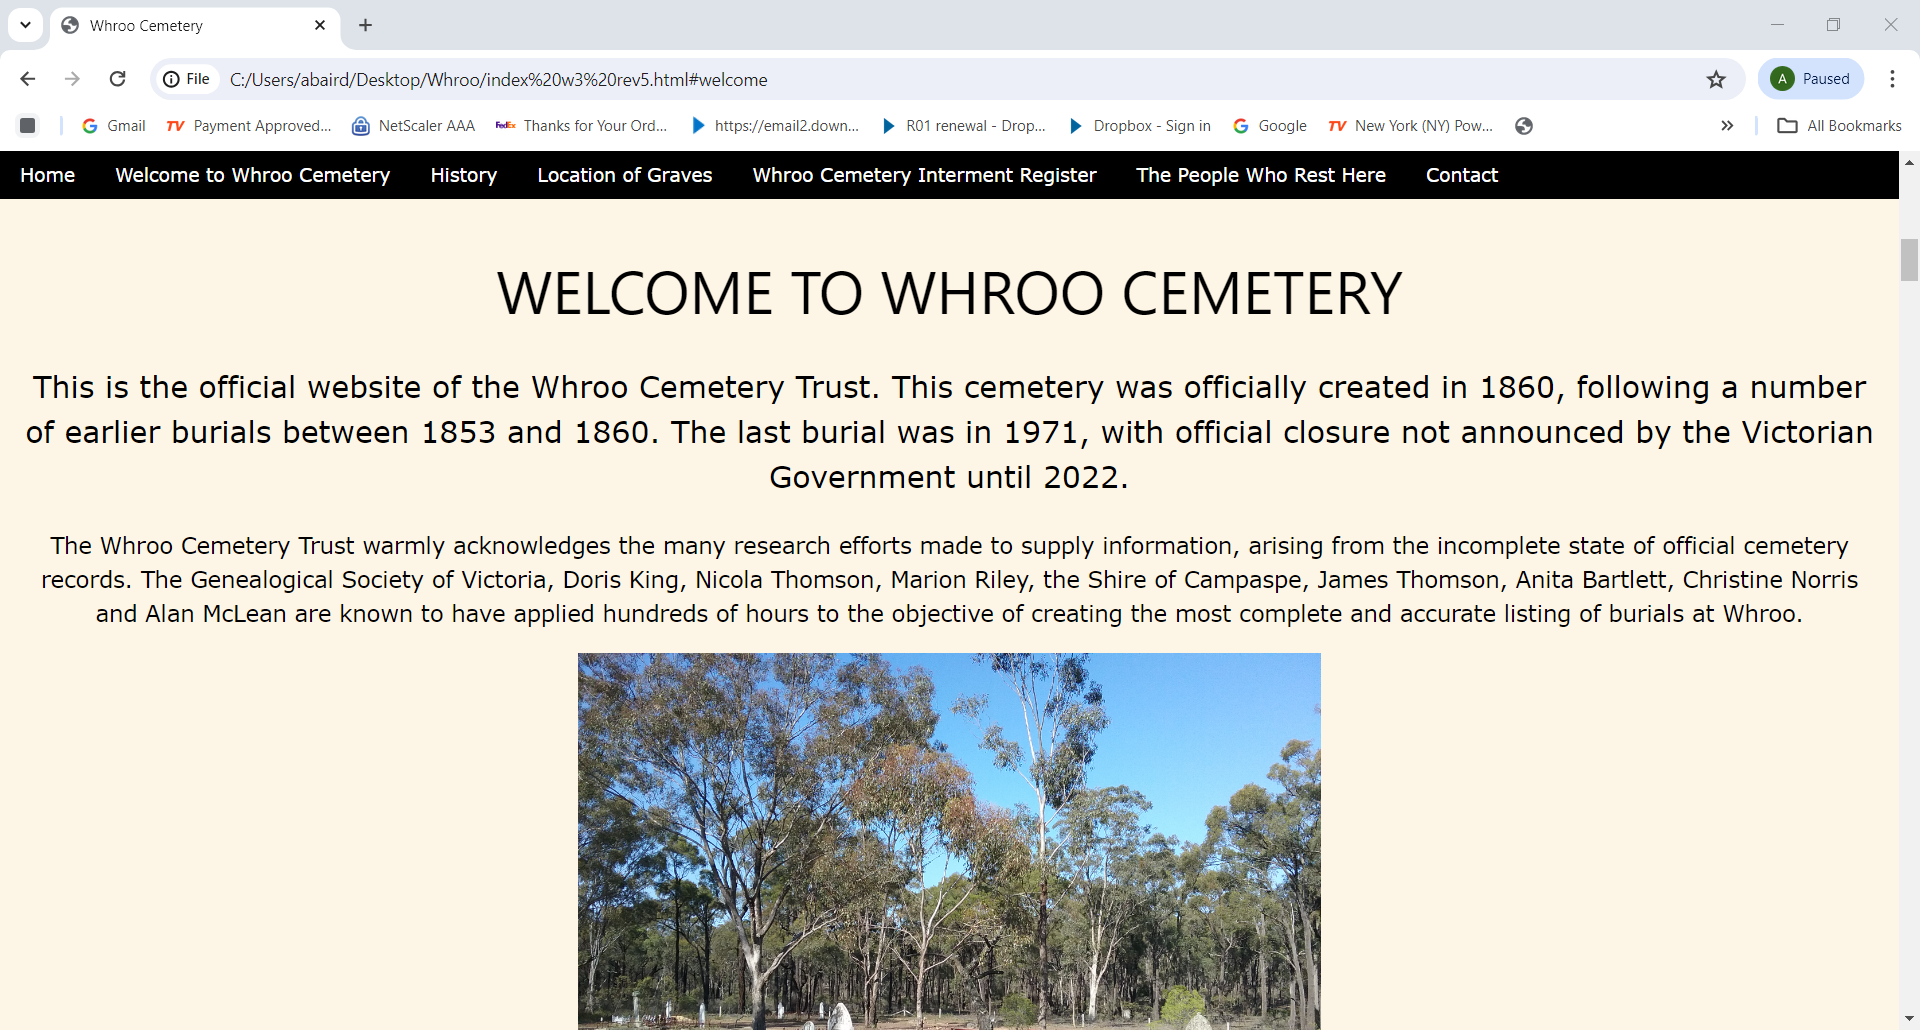 Whroo Cemetery
File C:/Users/abaird/Desktop/Whroo/index%20w3%20rev5.html#welcome A Paused
Gmail TV Payment Approved... NetScaler AAA FedEx Thanks for Your Ord... https://email2.down... R01 renewal - Drop... Dropbox - Sign in Google TV New York (NY) Pow... All Bookmarks
Home Welcome to Whroo Cemetery History Location of Graves Whroo Cemetery Interment Register The People Who Rest Here Contact
WELCOME TO WHROO CEMETERY
This is the official website of the Whroo Cemetery Trust. This cemetery was officially created in 1860, following a number
of earlier burials between 1853 and 1860. The last burial was in 1971, with official closure not announced by the Victorian
Government until 2022.
The Whroo Cemetery Trust warmly acknowledges the many research efforts made to supply information, arising from the incomplete state of official cemetery
records. The Genealogical Society of Victoria, Doris King, Nicola Thomson, Marion Riley, the Shire of Campaspe, James Thomson, Anita Bartlett, Christine Norris
and Alan McLean are known to have applied hundreds of hours to the objective of creating the most complete and accurate listing of burials at Whroo.